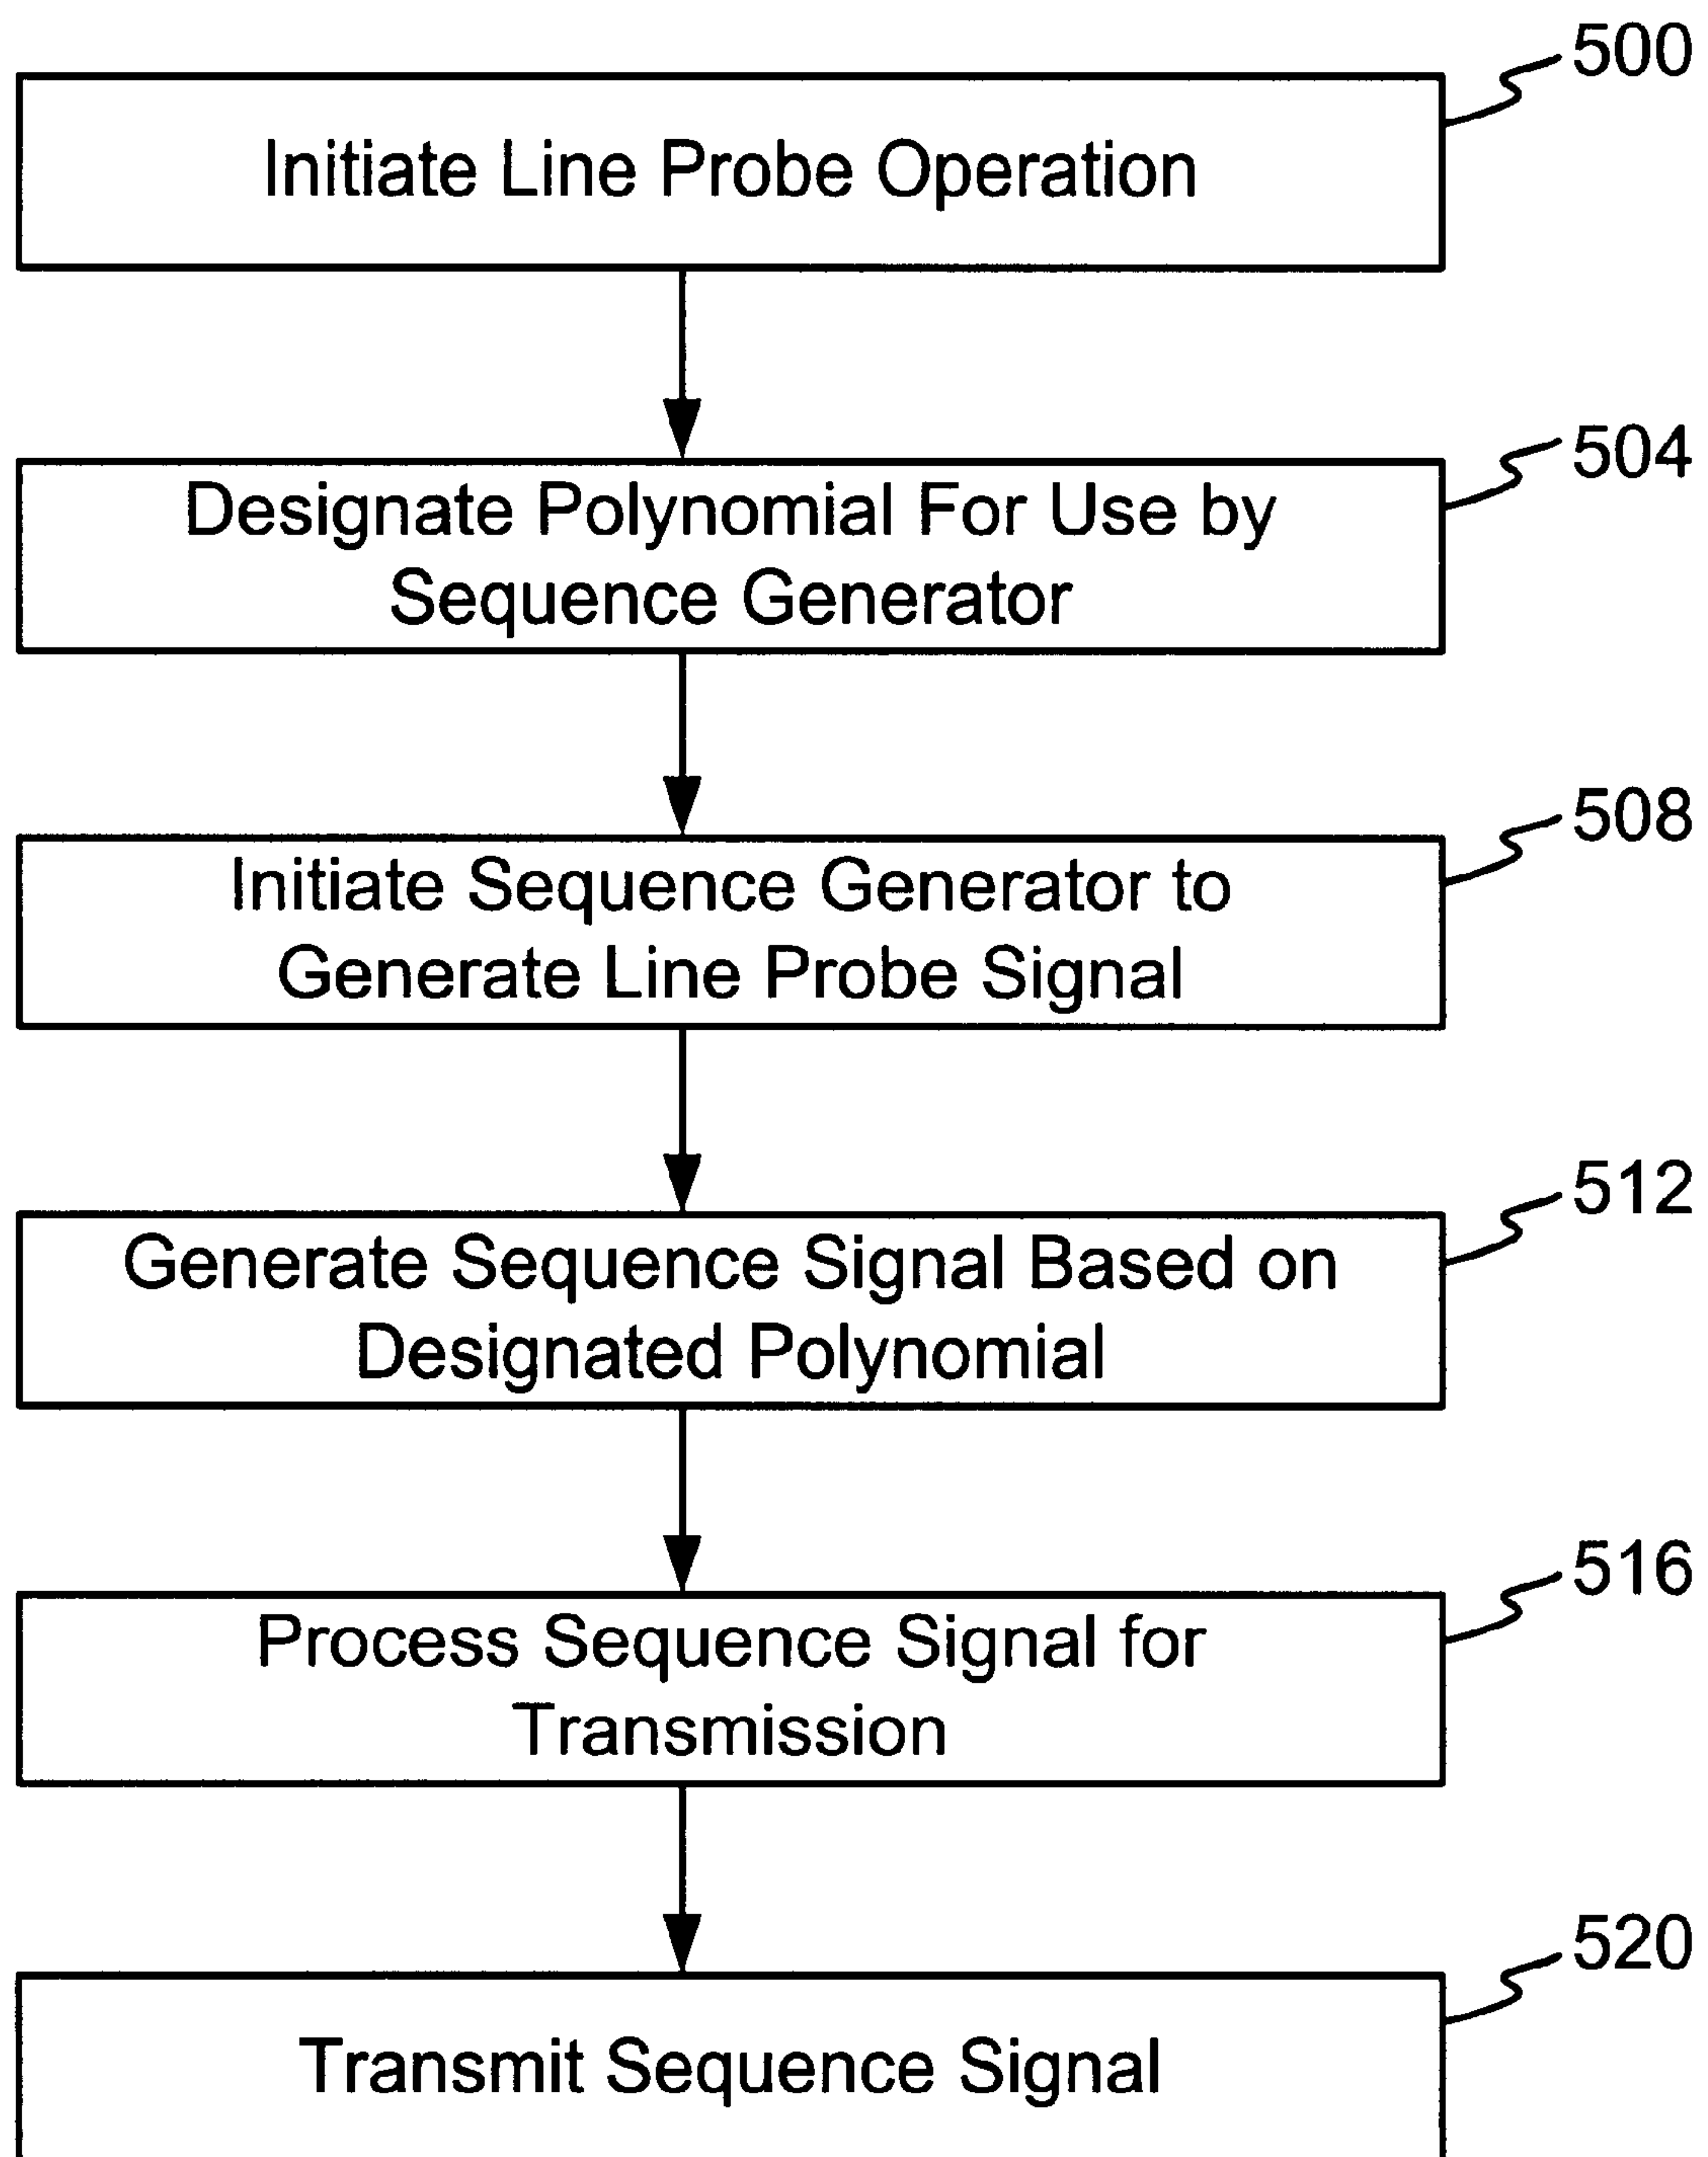 500
Initiate Line Probe Operation
504
Designate Polynomial For Use by
Sequence Generator
508
Initiate Sequence Generator to
Generate Line Probe Signal
512
Generate Sequence Signal Based on
Designated Polynomial
516
Process Sequence Signal for
Transmission
520
Transmit Sequence Signal